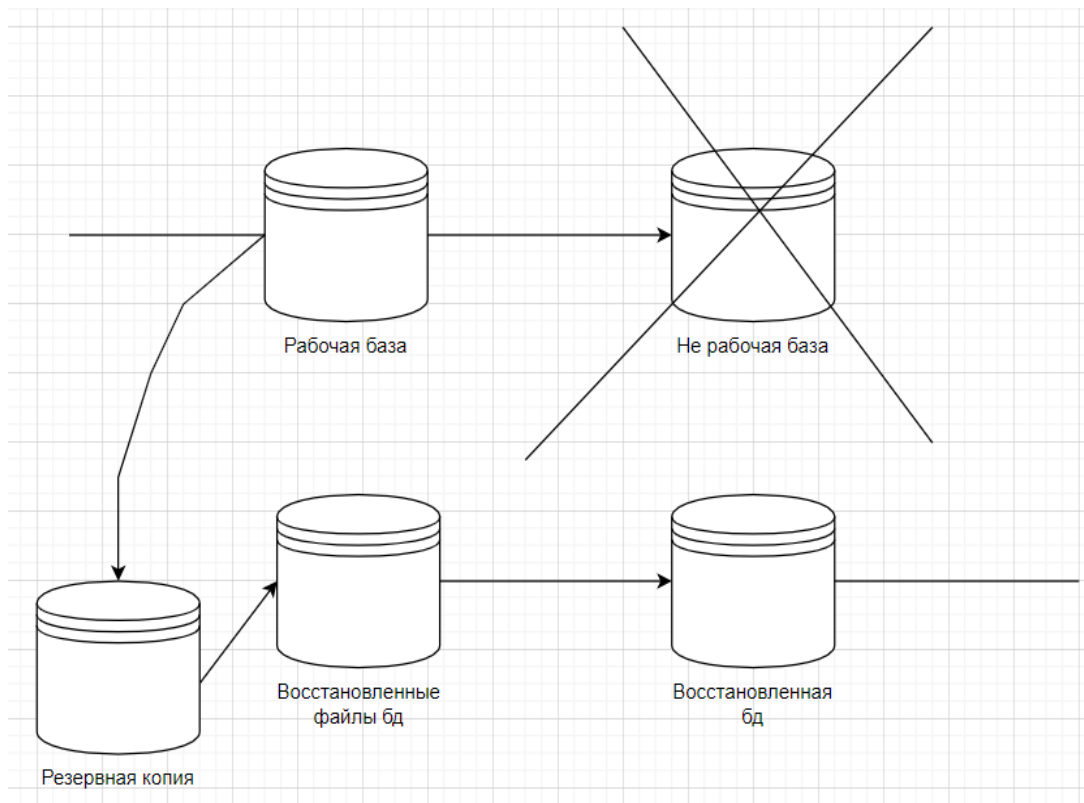 Рабочая база
Не рабочая база
Восстановленные
файлы бд
Восстановленная
бд
Резервная копия